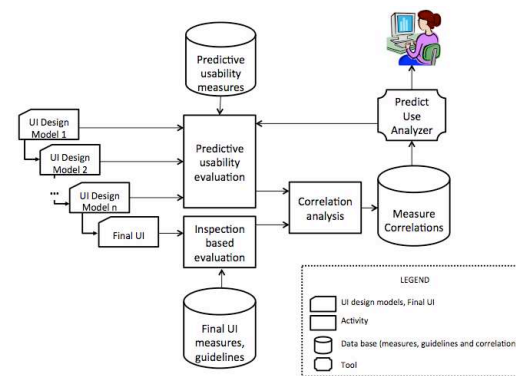 Predictive
usability
measures
UI Design
Model 1
UI Design
Model 2
...
UI Design
Model n
Final UI
Predictive
usability
evaluation
Inspection
based
evaluation
Final UI
measures,
guidelines
Correlation
analysis
Measure
Correlations
Predict
Use
Analyzer
LEGEND
UI design models, Final UI
Activity
Data base (measures, guidelines and correlation
Tool